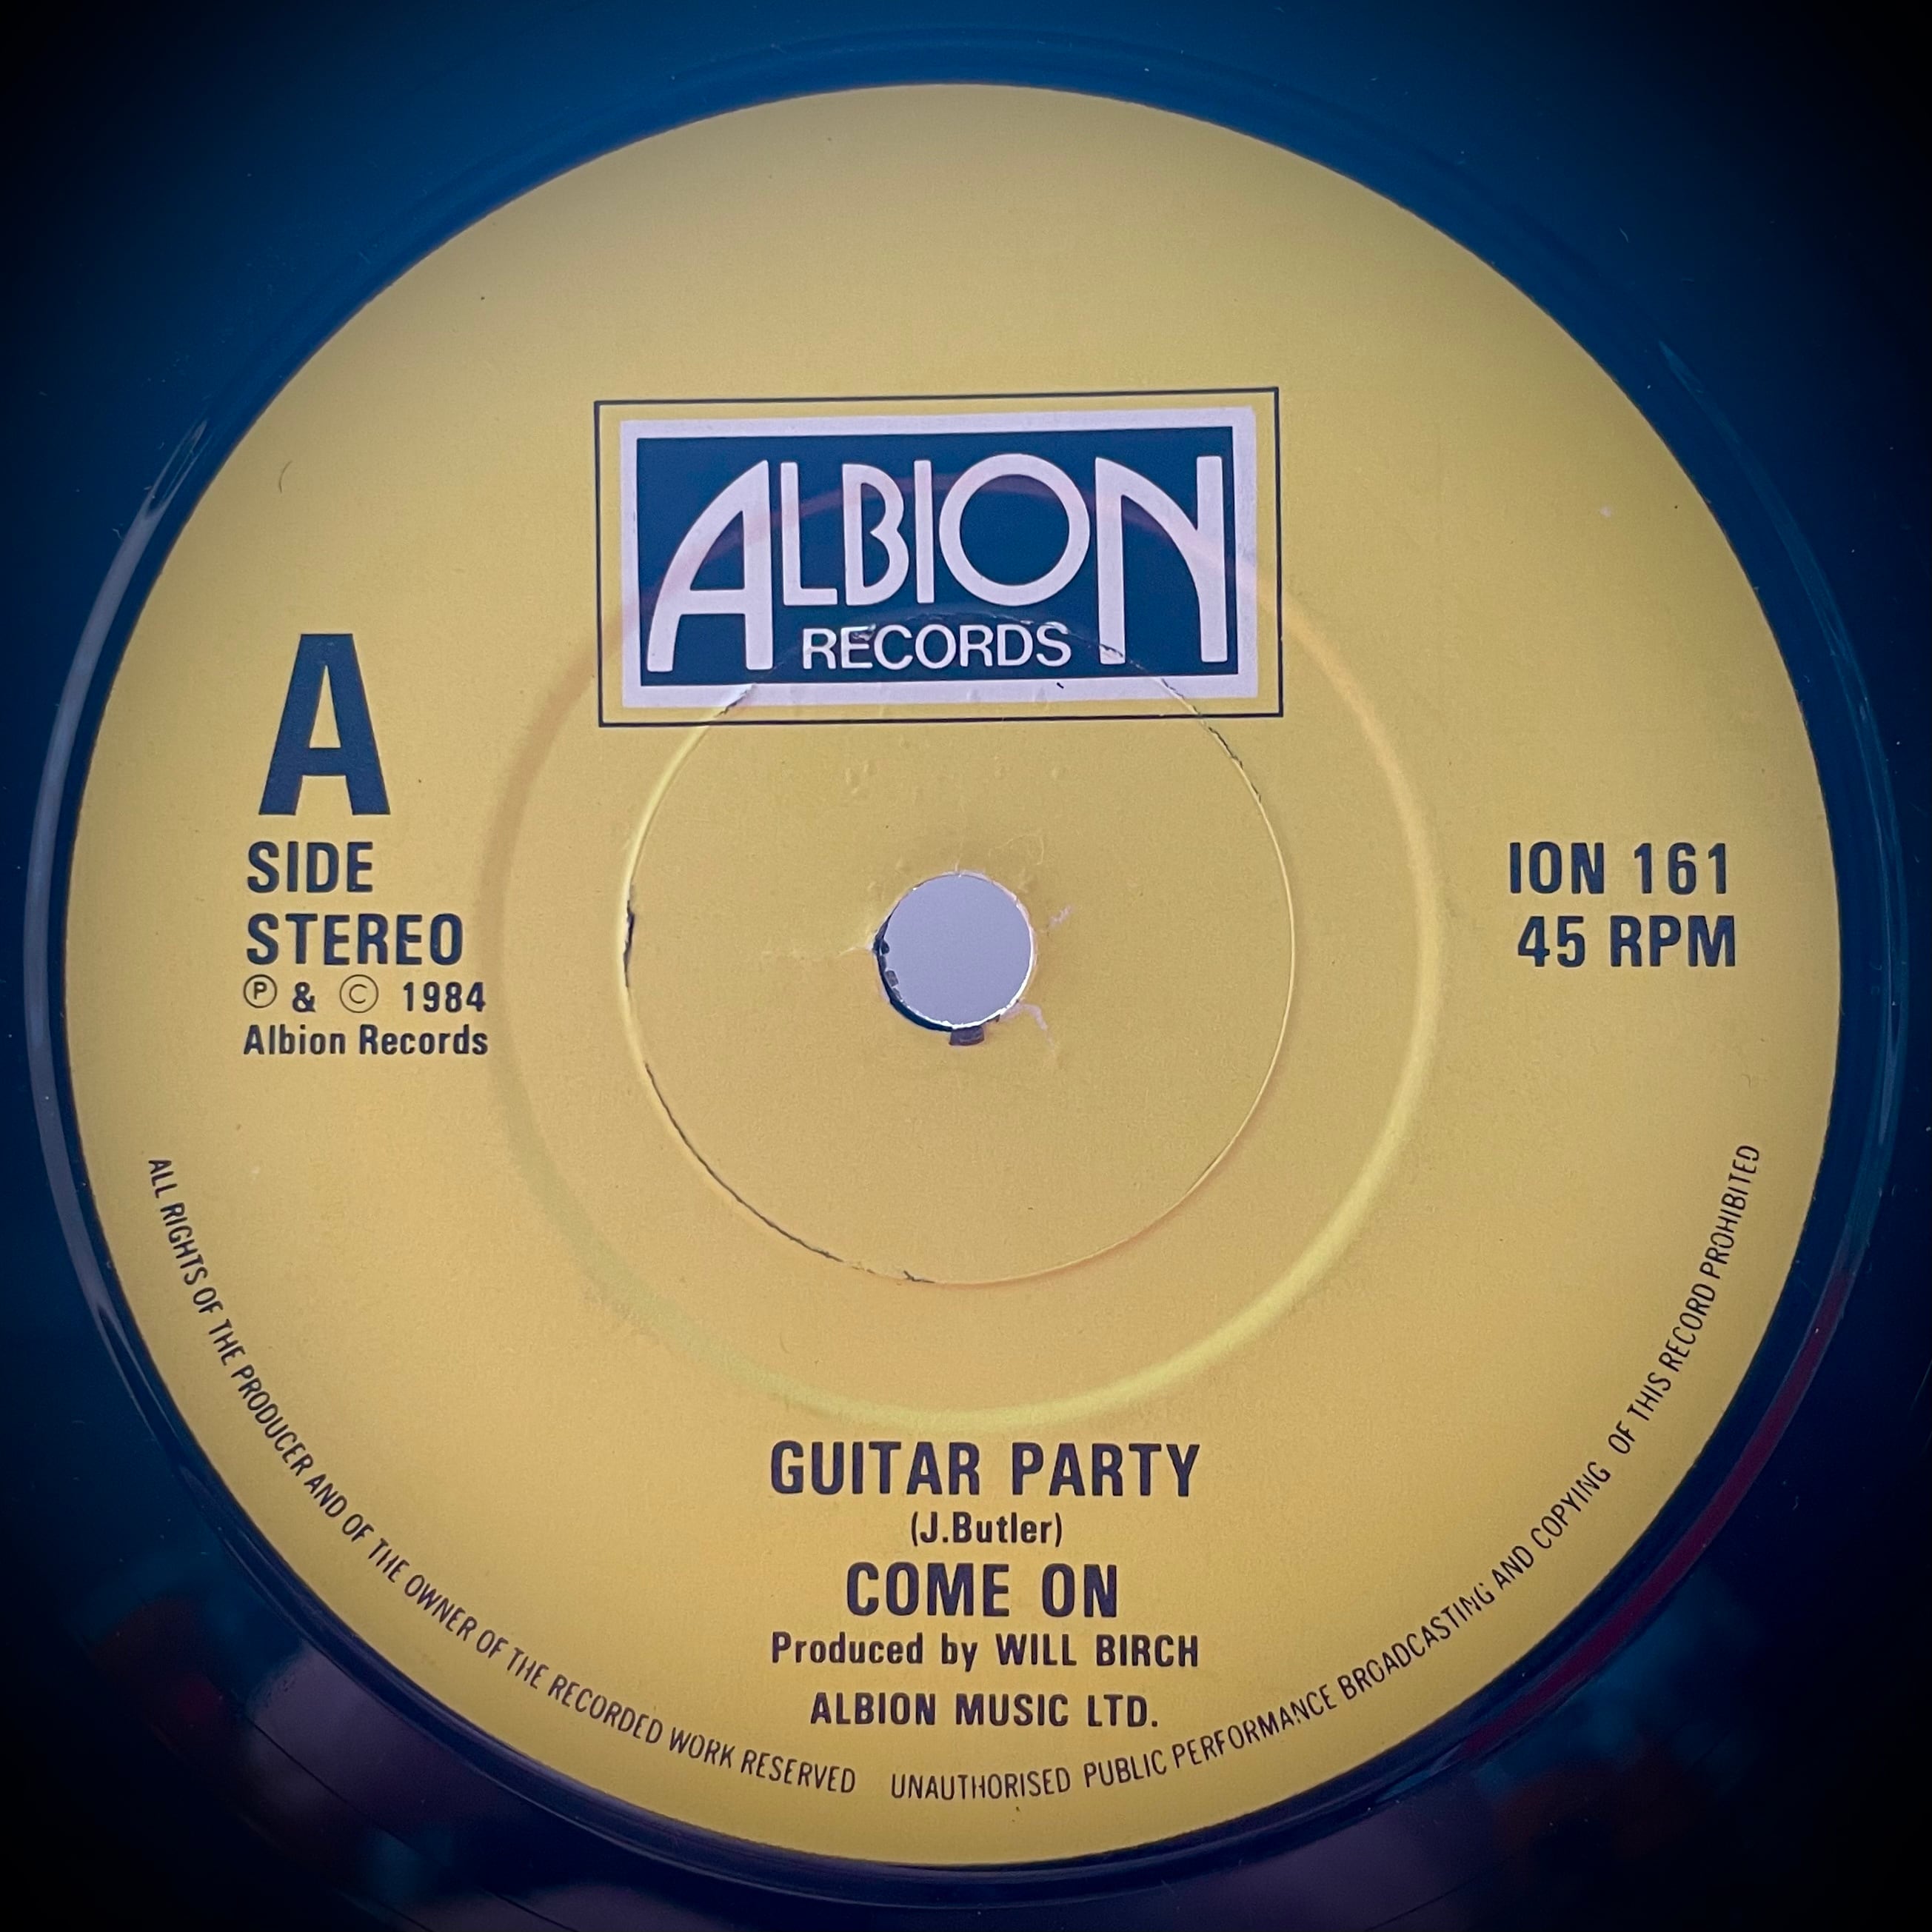 ALBION
RECORDS
A
SIDE
STEREO
Ⓟ & © 1984
Albion Records
ION 161
45 RPM
GUITAR PARTY
(J.Butler)
COME ON
Produced by WILL BIRCH
ALBION MUSIC LTD.
ALL RIGHTS OF THE PRODUCER AND OF THE OWNER OF THE RECORDED WORK RESERVED UNAUTHORISED PUBLIC PERFORMANCE BROADCASTING AND COPYING OF THIS RECORD PROHIBITED